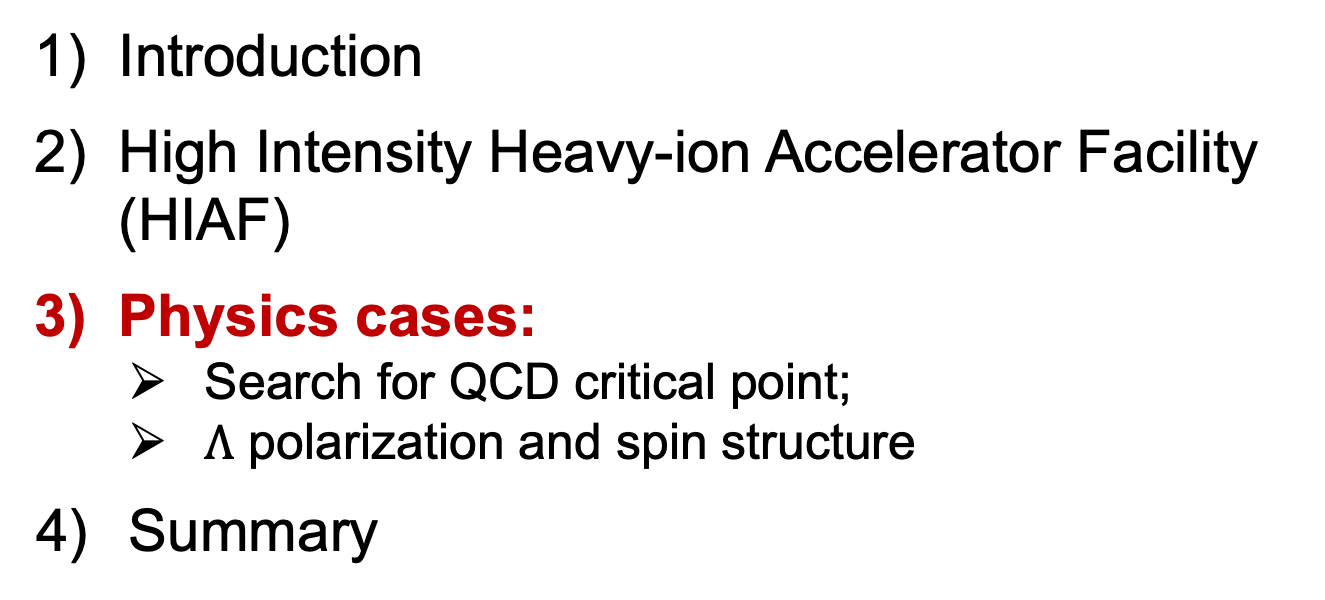 1) Introduction
2) High Intensity Heavy-ion Accelerator Facility
(HIAF)
3) Physics cases:
➢ Search for QCD critical point;
➢ Λ polarization and spin structure
4) Summary